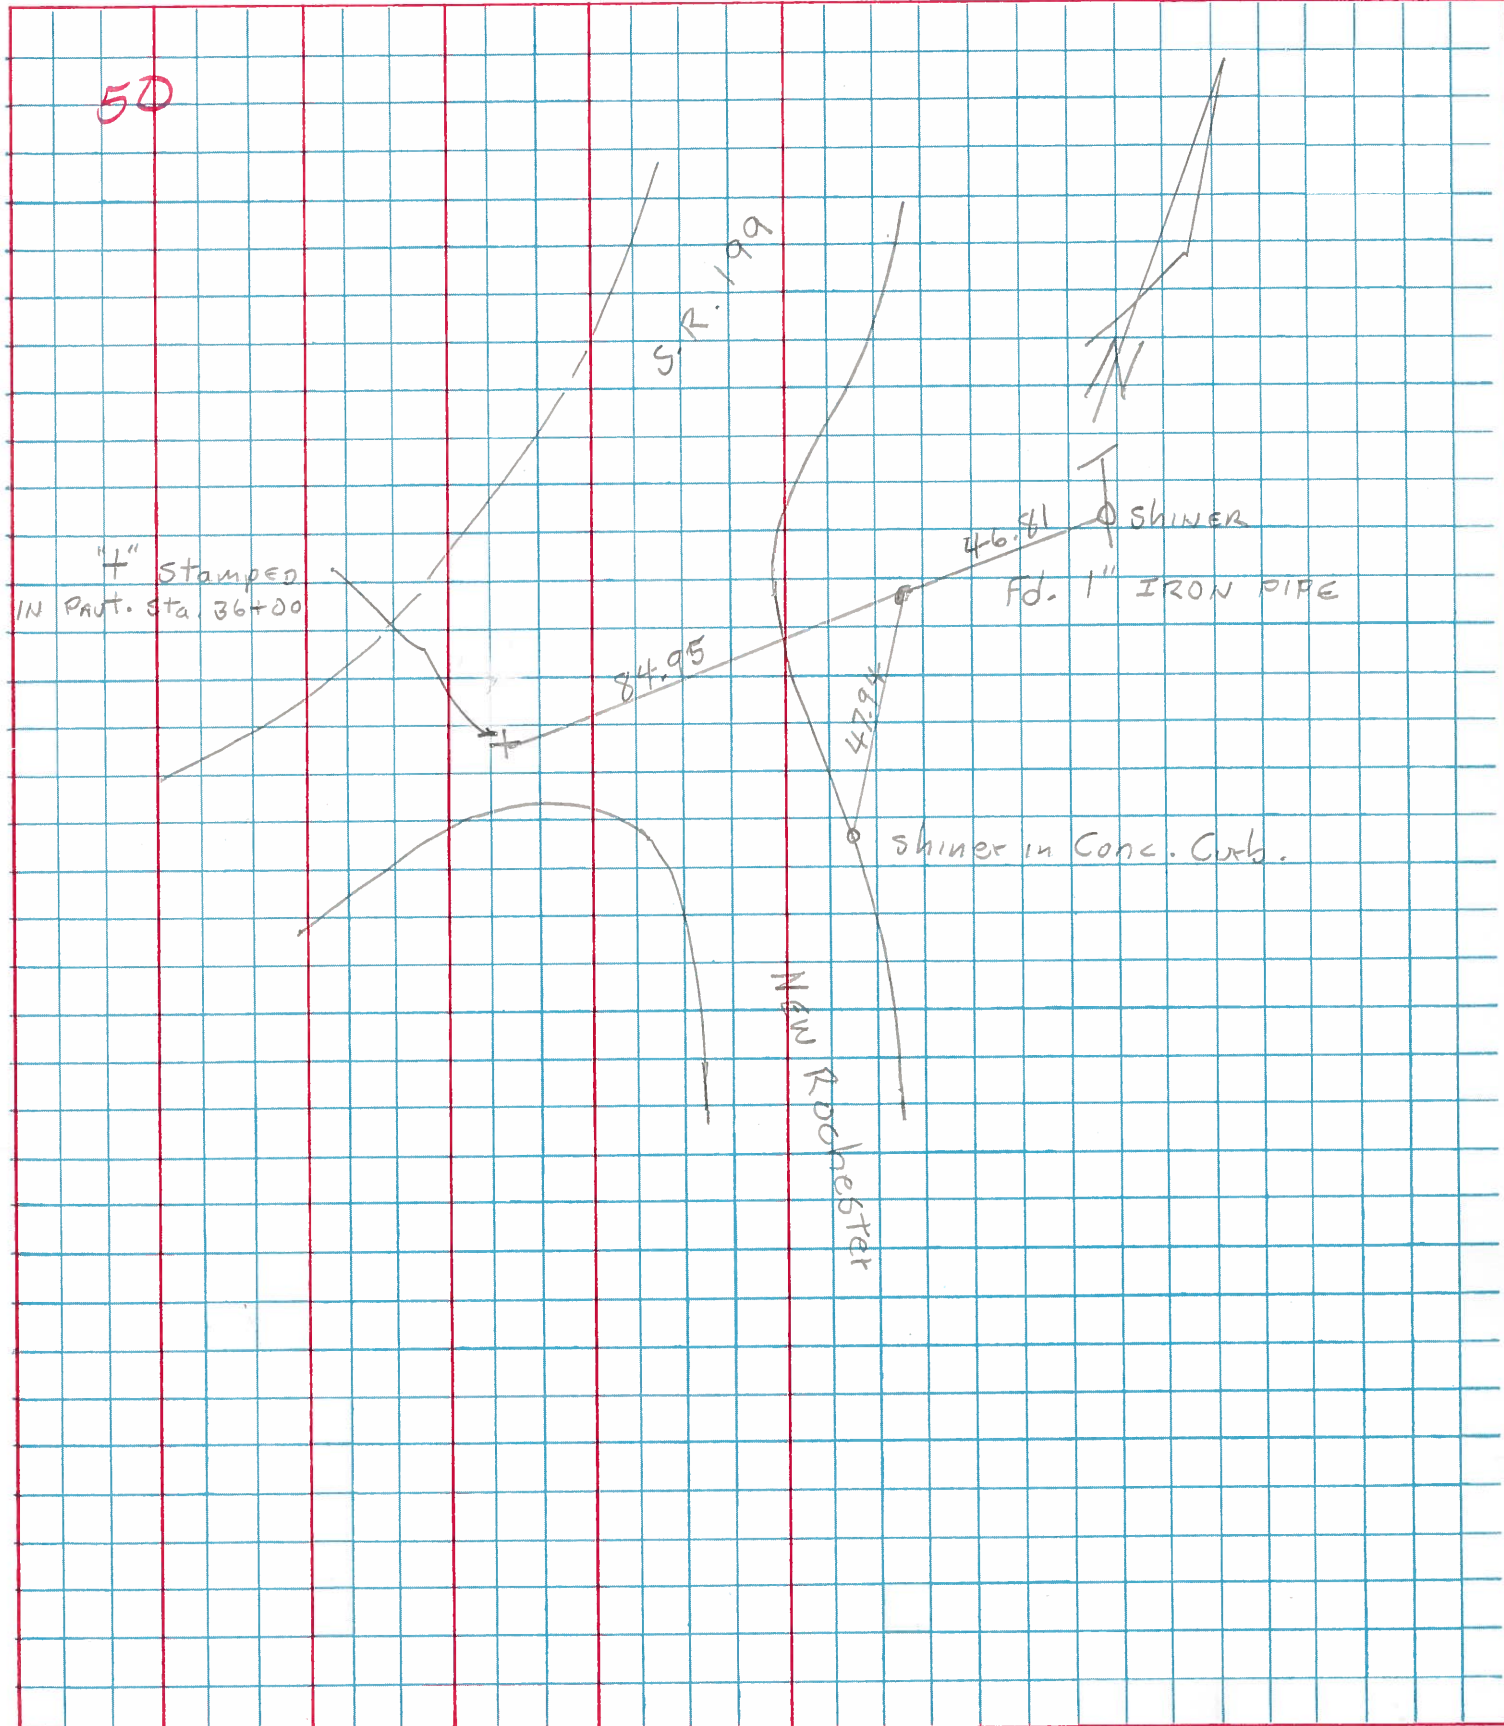 50
S.R. 199
N
46.81
SHINER
"+" Stamped
IN PAVT. Sta. 36+00
Fd. 1" IRON PIPE
84.95
47.94
Shiner in Conc. Curb.
New Rochester